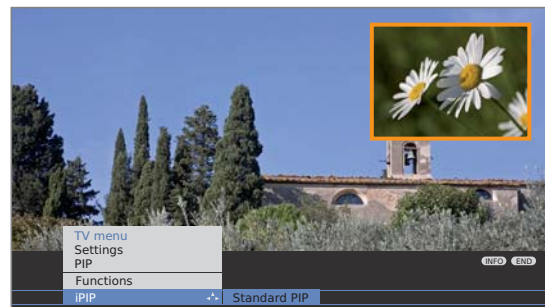 TV menu
Settings
PIP
INFO END
Functions
iPIP Standard PIP